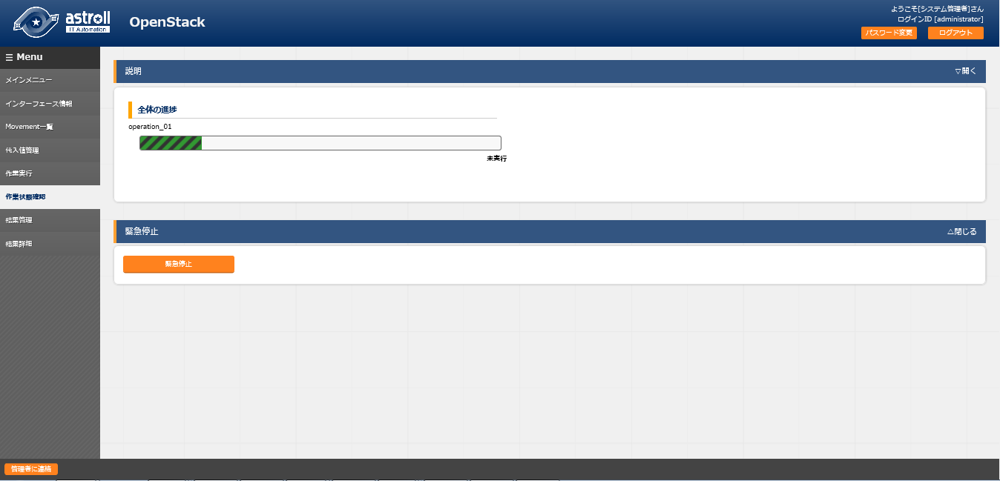 astroll
IT Automation
OpenStack
ようこそ[システム管理者]さん
ログインID [administrator]
パスワード変更
ログアウト
☰ Menu
メインメニュー
インターフェース情報
Movement一覧
代入値管理
作業実行
作業状態確認
結果管理
結果詳細
説明
▽開く
全体の進捗
operation_01
未実行
緊急停止
△閉じる
緊急停止
管理者に連絡